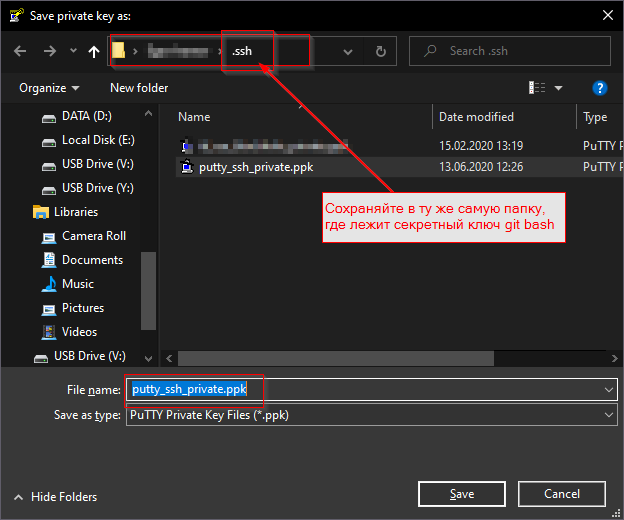 Save private key as:
.ssh
Search .ssh
Organize
New folder
Name
Date modified
Type
DATA (D:)
Local Disk (E:)
USB Drive (V:)
USB Drive (Y:)
Libraries
Camera Roll
Documents
Music
Pictures
Videos
USB Drive (V:)
15.02.2020 13:19
PuTTY P
putty_ssh_private.ppk
13.06.2020 12:26
PuTTY P
Сохраняйте в ту же самую папку,
где лежит секретный ключ git bash
File name:
putty_ssh_private.ppk
Save as type:
PuTTY Private Key Files (*.ppk)
Hide Folders
Save
Cancel